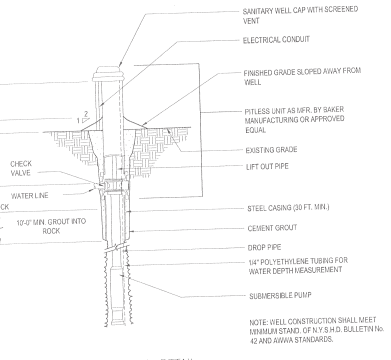 SANITARY WELL CAP WITH SCREENED
VENT
ELECTRICAL CONDUIT
FINISHED GRADE SLOPED AWAY FROM
WELL
2
1
PITLESS UNIT AS MFR. BY BAKER
MANUFACTURING OR APPROVED
EQUAL
EXISTING GRADE
CHECK
VALVE
LIFT OUT PIPE
WATER LINE
CK
STEEL CASING (30 FT. MIN.)
10'-0" MIN. GROUT INTO
ROCK
CEMENT GROUT
DROP PIPE
1/4" POLYETHYLENE TUBING FOR
WATER DEPTH MEASUREMENT
SUBMERSIBLE PUMP
NOTE: WELL CONSTRUCTION SHALL MEET
MINIMUM STAND. OF N.Y.S.H.D. BULLETIN No.
42 AND AWWA STANDARDS.